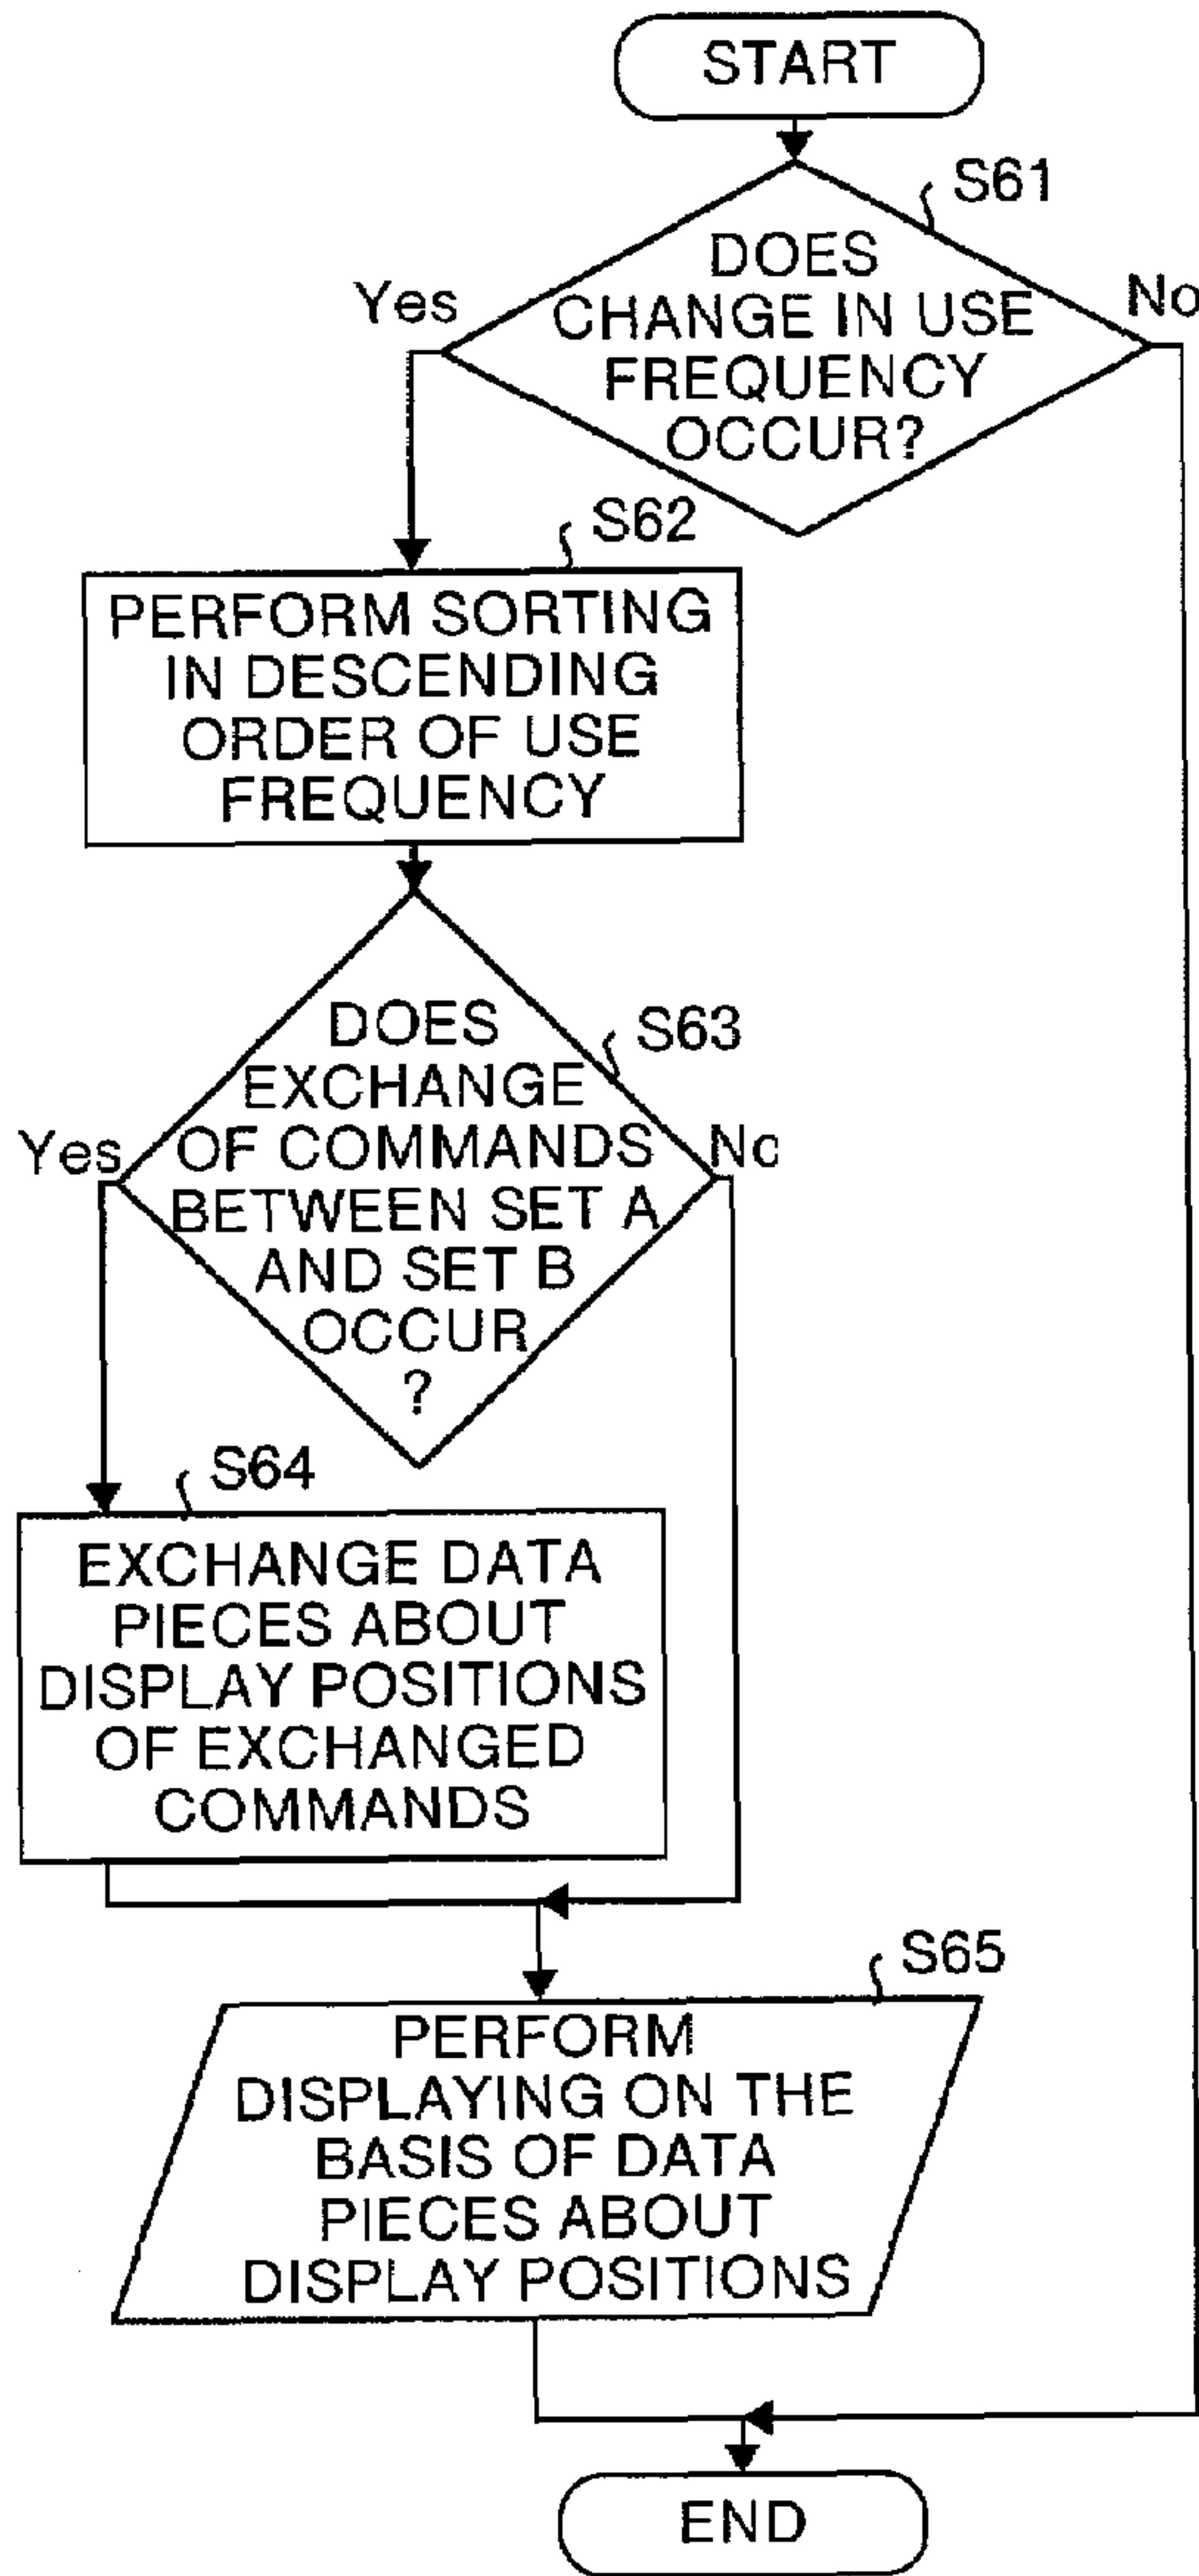 START
S61
DOES
CHANGE IN USE
FREQUENCY
OCCUR?
Yes
No
S62
PERFORM SORTING
IN DESCENDING
ORDER OF USE
FREQUENCY
S63
DOES
EXCHANGE
OF COMMANDS
BETWEEN SET A
AND SET B
OCCUR
?
Yes
No
S64
EXCHANGE DATA
PIECES ABOUT
DISPLAY POSITIONS
OF EXCHANGED
COMMANDS
S65
PERFORM
DISPLAYING ON THE
BASIS OF DATA
PIECES ABOUT
DISPLAY POSITIONS
END